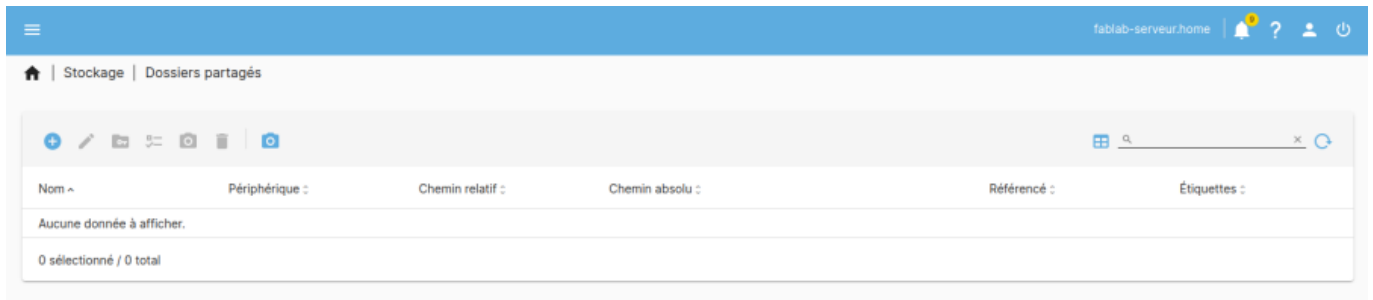 fablab-serveur.home | 9 ?
| Stockage | Dossiers partagés
Nom Périphérique Chemin relatif Chemin absolu Référencé Étiquettes
Aucune donnée à afficher.
0 sélectionné / 0 total